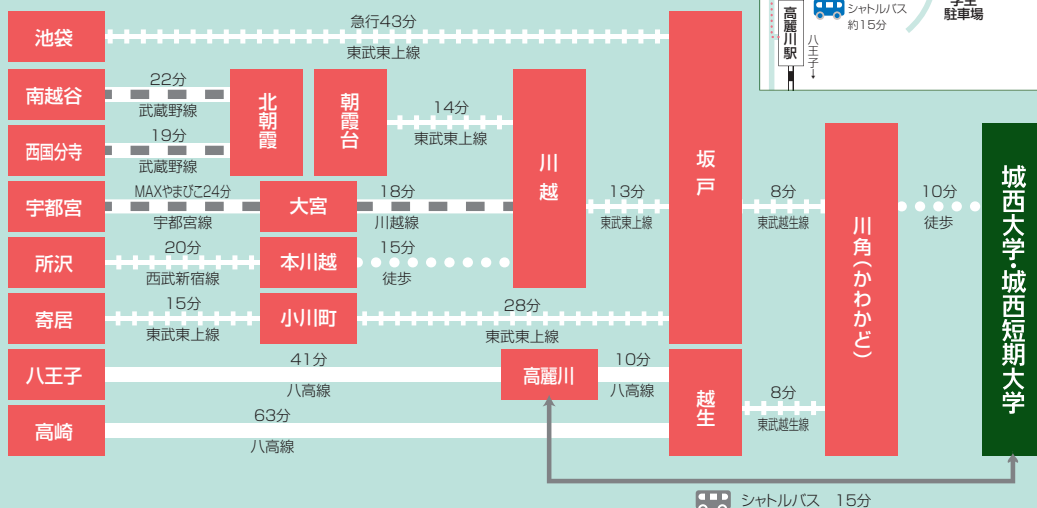 池袋
急行43分
東武東上線
南越谷
22分
武蔵野線
北朝霞
朝霞台
14分
東武東上線
西国分寺
19分
武蔵野線
宇都宮
MAXやまびこ24分
宇都宮線
大宮
18分
川越線
川越
13分
東武東上線
坂戸
8分
東武越生線
川角(かわかど)
10分
徒歩
城西大学・城西短期大学
所沢
20分
西武新宿線
本川越
15分
徒歩
寄居
15分
東武東上線
小川町
28分
東武東上線
八王子
41分
八高線
高麗川
10分
八高線
越生
8分
東武越生線
高崎
63分
八高線
シャトルバス 15分
高麗川駅
八王子→
シャトルバス
約15分
駐車場